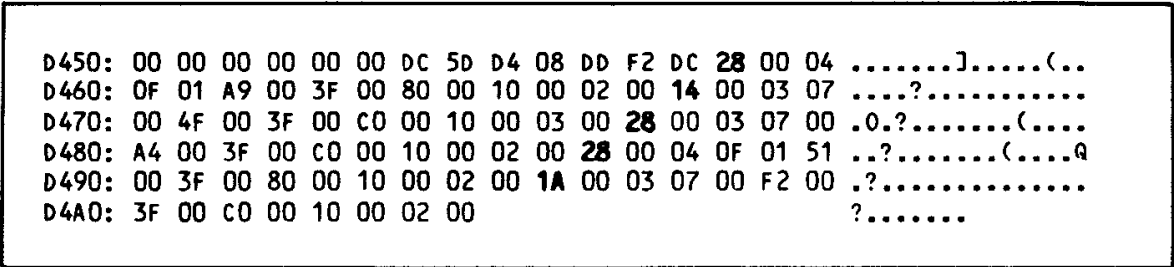 D450: 00 00 00 00 00 00 DC 5D D4 08 DD F2 DC 28 00 04 .......].....(..
D460: 0F 01 A9 00 3F 00 80 00 10 00 02 00 14 00 03 07 ....?...........
D470: 00 4F 00 3F 00 C0 00 10 00 03 00 28 00 03 07 00 .O.?.......(....
D480: A4 00 3F 00 C0 00 10 00 02 00 28 00 04 0F 01 51 ..?.......(....Q
D490: 00 3F 00 80 00 10 00 02 00 1A 00 03 07 00 F2 00 .?..............
D4A0: 3F 00 C0 00 10 00 02 00 ?.......